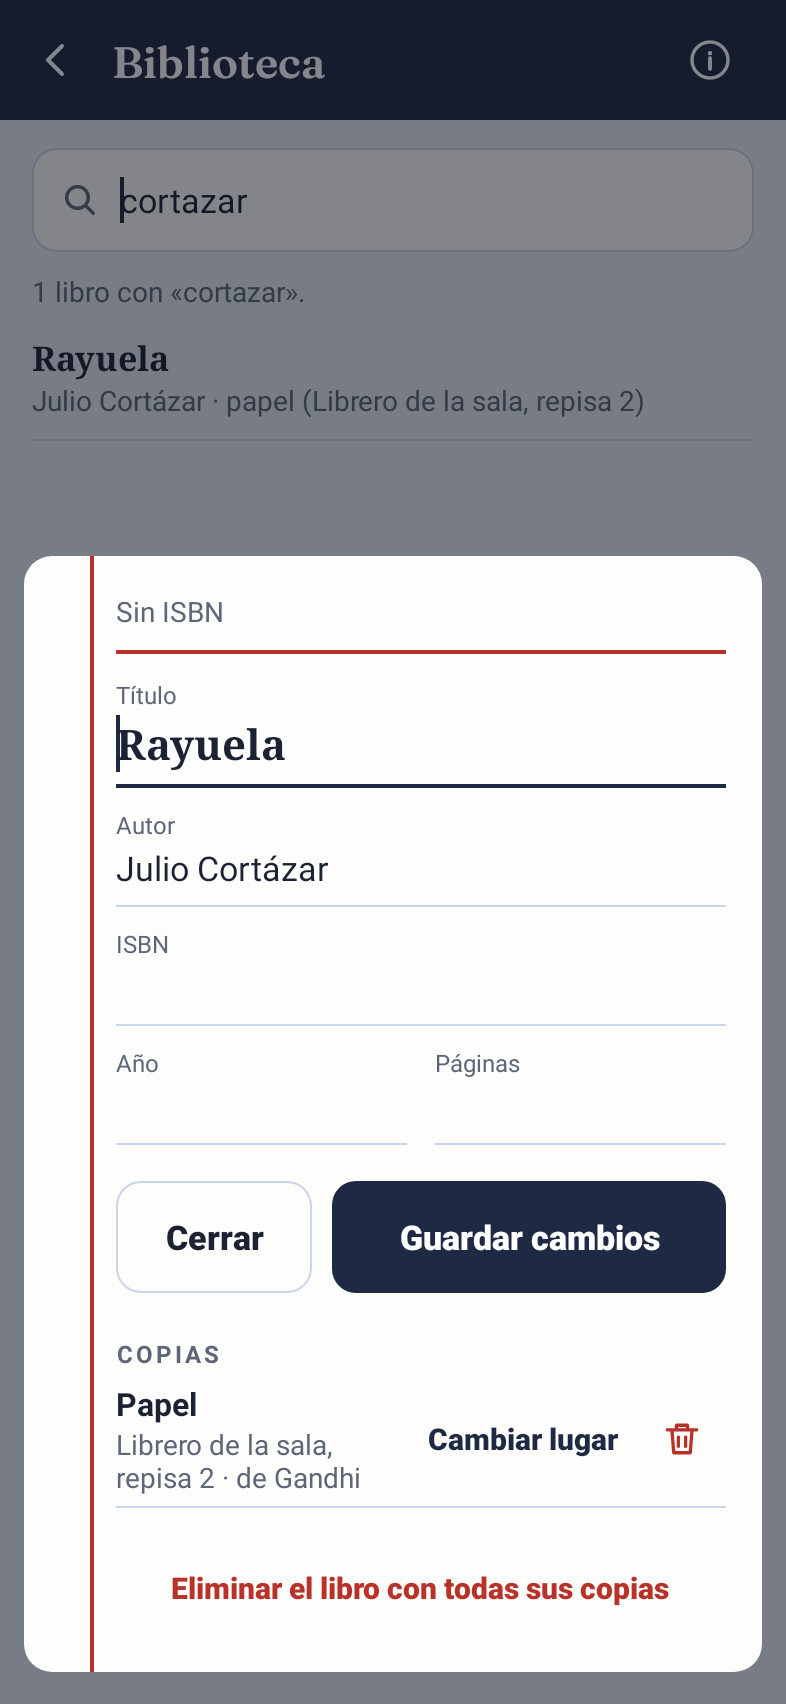 Biblioteca
cortazar
1 libro con «cortazar».
Rayuela
Julio Cortázar · papel (Librero de la sala, repisa 2)
Sin ISBN
Título
Rayuela
Autor
Julio Cortázar
ISBN
Año
Páginas
Cerrar
Guardar cambios
COPIAS
Papel
Librero de la sala,
repisa 2 · de Gandhi
Cambiar lugar
Eliminar el libro con todas sus copias